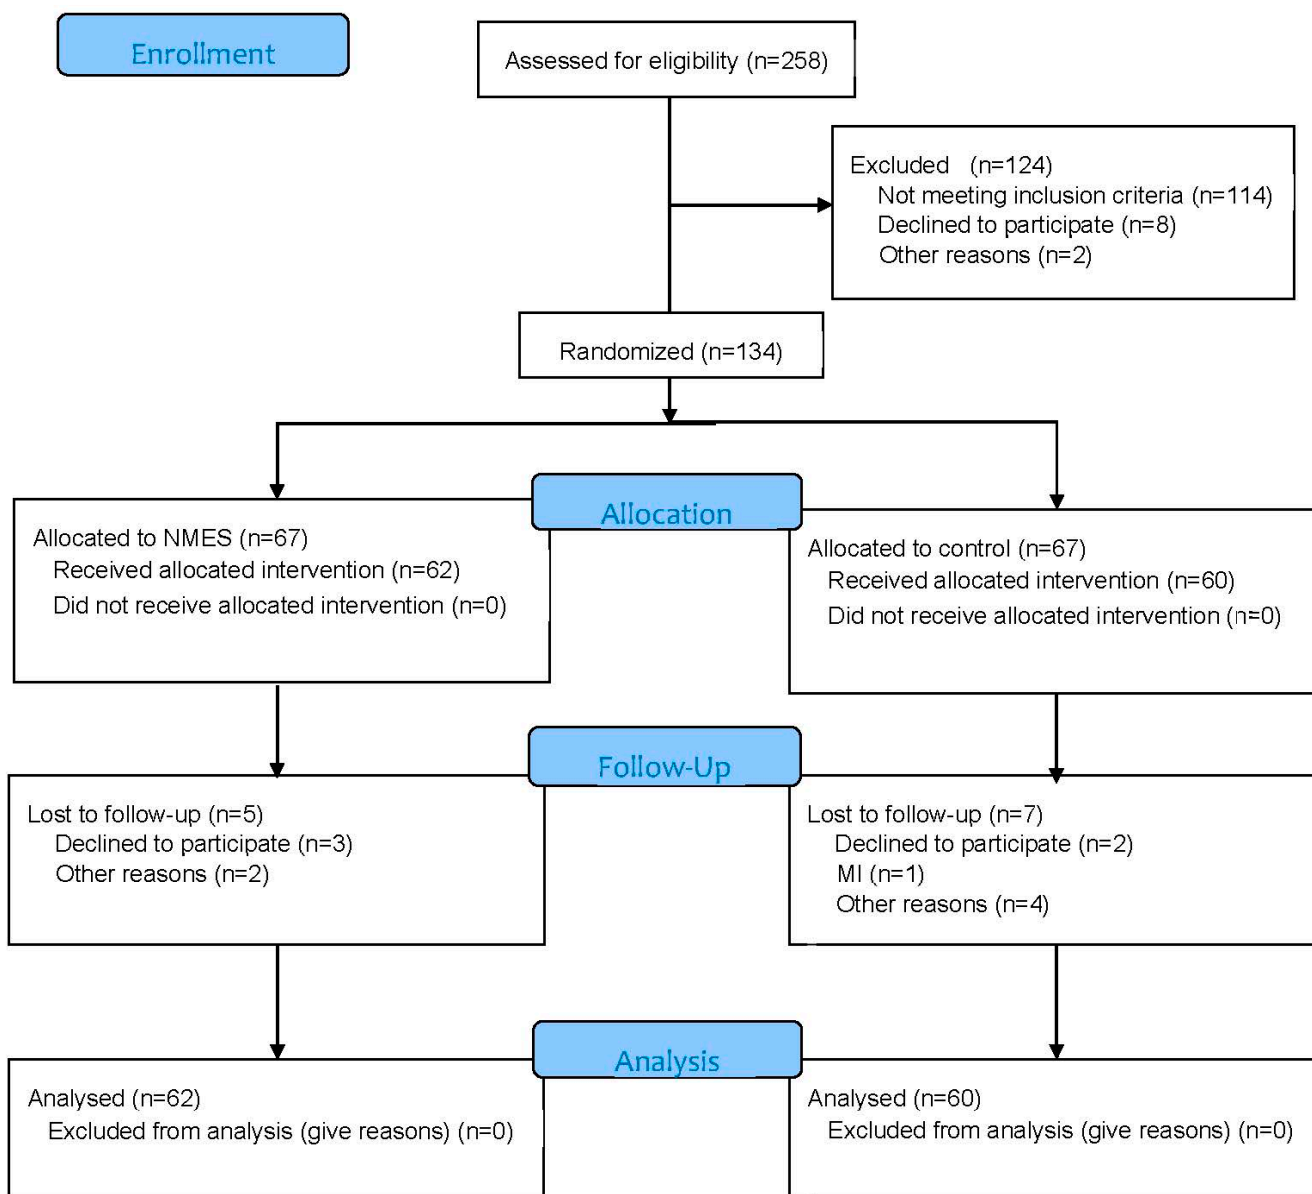 Enrollment
Assessed for eligibility (n=258)
Excluded (n=124)
Not meeting inclusion criteria (n=114)
Declined to participate (n=8)
Other reasons (n=2)
Randomized (n=134)
Allocation
Allocated to NMES (n=67)
Received allocated intervention (n=62)
Did not receive allocated intervention (n=0)
Allocated to control (n=67)
Received allocated intervention (n=60)
Did not receive allocated intervention (n=0)
Follow-Up
Lost to follow-up (n=5)
Declined to participate (n=3)
Other reasons (n=2)
Lost to follow-up (n=7)
Declined to participate (n=2)
MI (n=1)
Other reasons (n=4)
Analysis
Analysed (n=62)
Excluded from analysis (give reasons) (n=0)
Analysed (n=60)
Excluded from analysis (give reasons) (n=0)